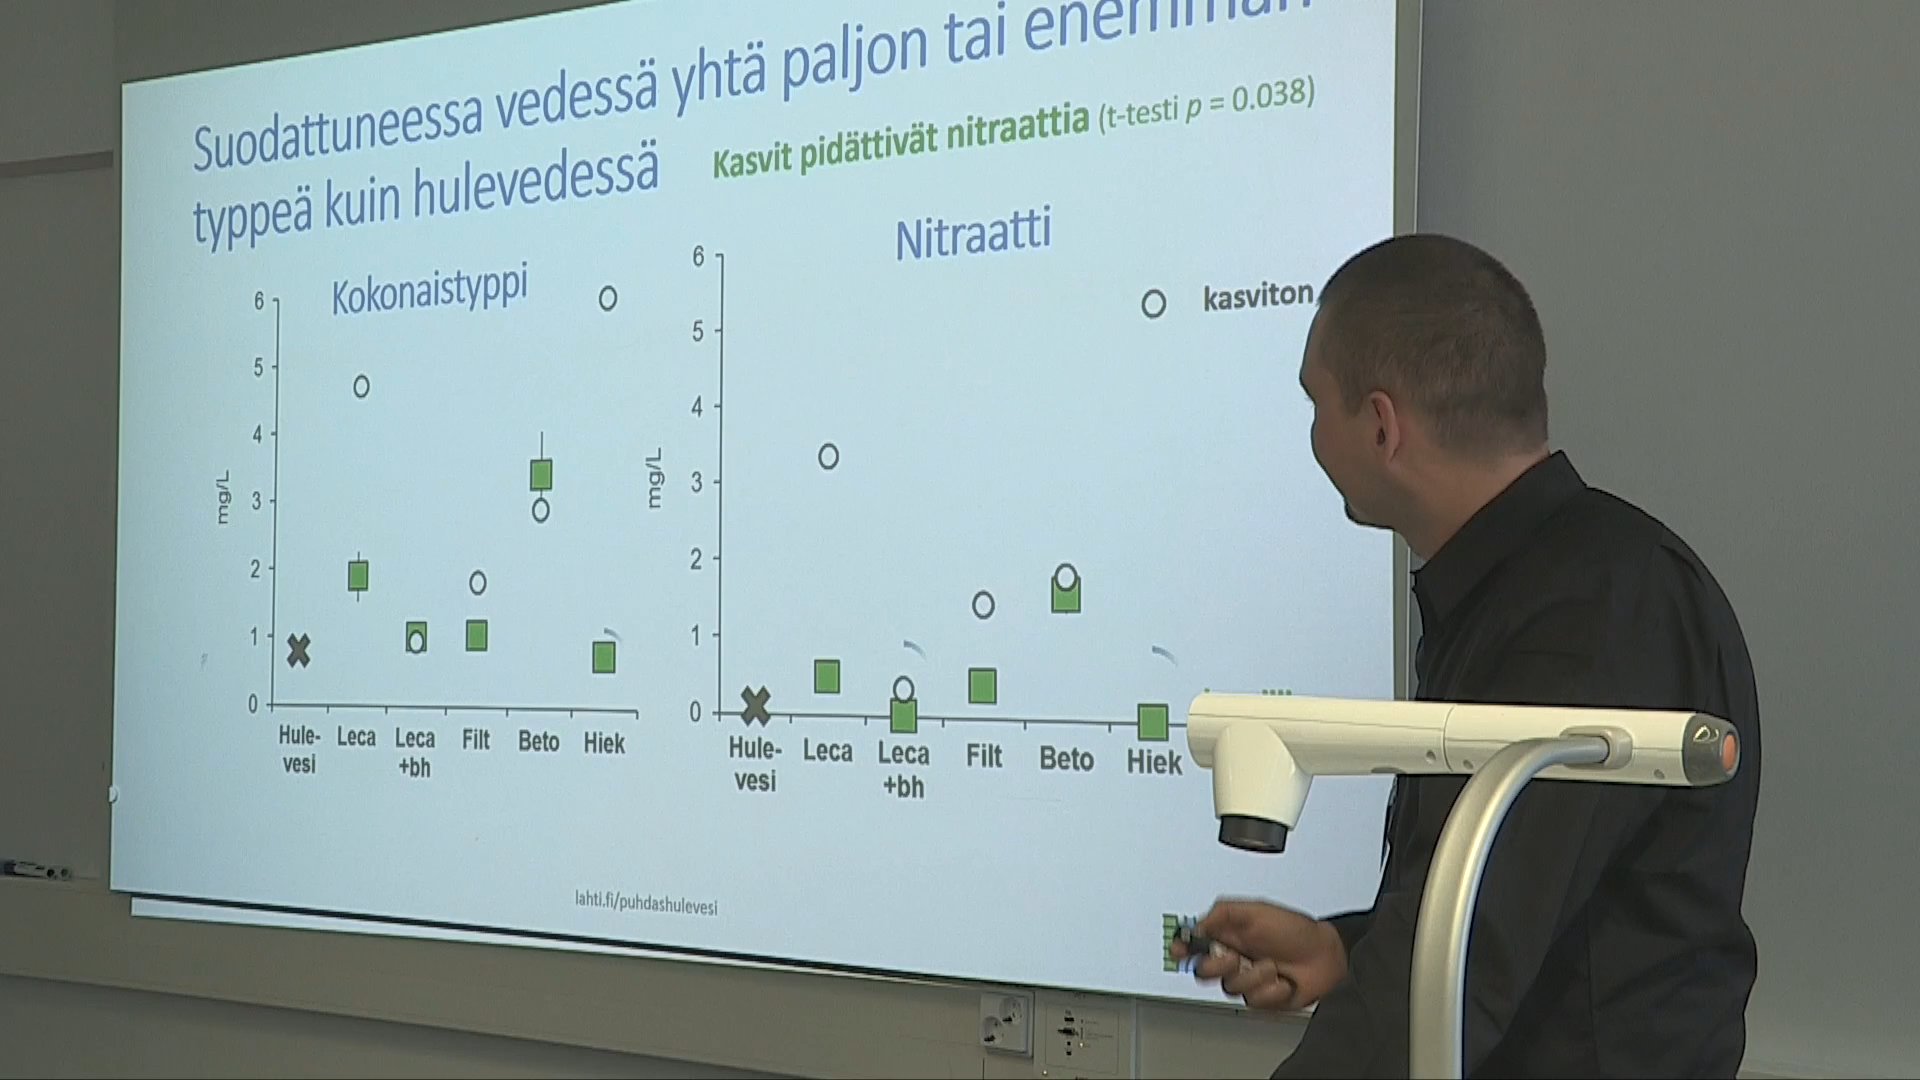 Suodattuneessa vedessä yhtä paljon tai enemmän
typpeä kuin hulevedessä
Kasvit pidättivät nitraattia (t-testi p = 0.038)
Kokonaistyppi
6
5
4
3
2
1
0
mg/L
Hule-
vesi
Leca
Leca
+bh
Filt
Beto
Hiek
Nitraatti
kasviton
6
5
4
3
2
1
0
mg/L
Hule-
vesi
Leca
Leca
+bh
Filt
Beto
Hiek
lahti.fi/puhdashulevesi